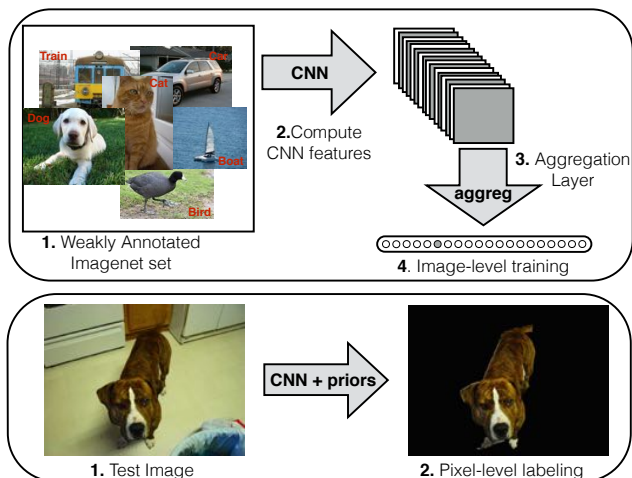 Train
Car
Cat
Dog
Boat
Bird
1. Weakly Annotated
Imagenet set
CNN
2.Compute
CNN features
3. Aggregation
Layer
aggreg
4. Image-level training
CNN + priors
1. Test Image
2. Pixel-level labeling